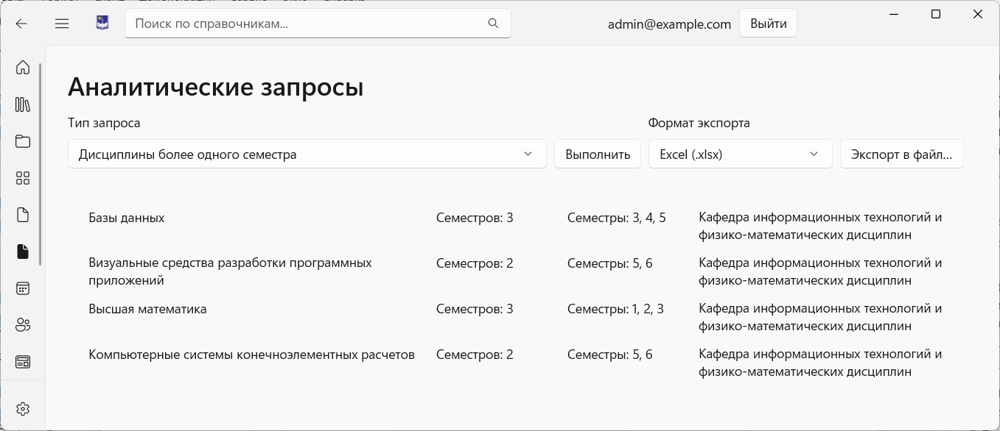 Поиск по справочникам...
admin@example.com
Выйти
Аналитические запросы
Тип запроса
Формат экспорта
Дисциплины более одного семестра
Выполнить
Excel (.xlsx)
Экспорт в файл...
Базы данных
Семестров: 3
Семестры: 3, 4, 5
Кафедра информационных технологий и
физико-математических дисциплин
Визуальные средства разработки программных
приложений
Семестров: 2
Семестры: 5, 6
Кафедра информационных технологий и
физико-математических дисциплин
Высшая математика
Семестров: 3
Семестры: 1, 2, 3
Кафедра информационных технологий и
физико-математических дисциплин
Компьютерные системы конечноэлементных расчетов
Семестров: 2
Семестры: 5, 6
Кафедра информационных технологий и
физико-математических дисциплин